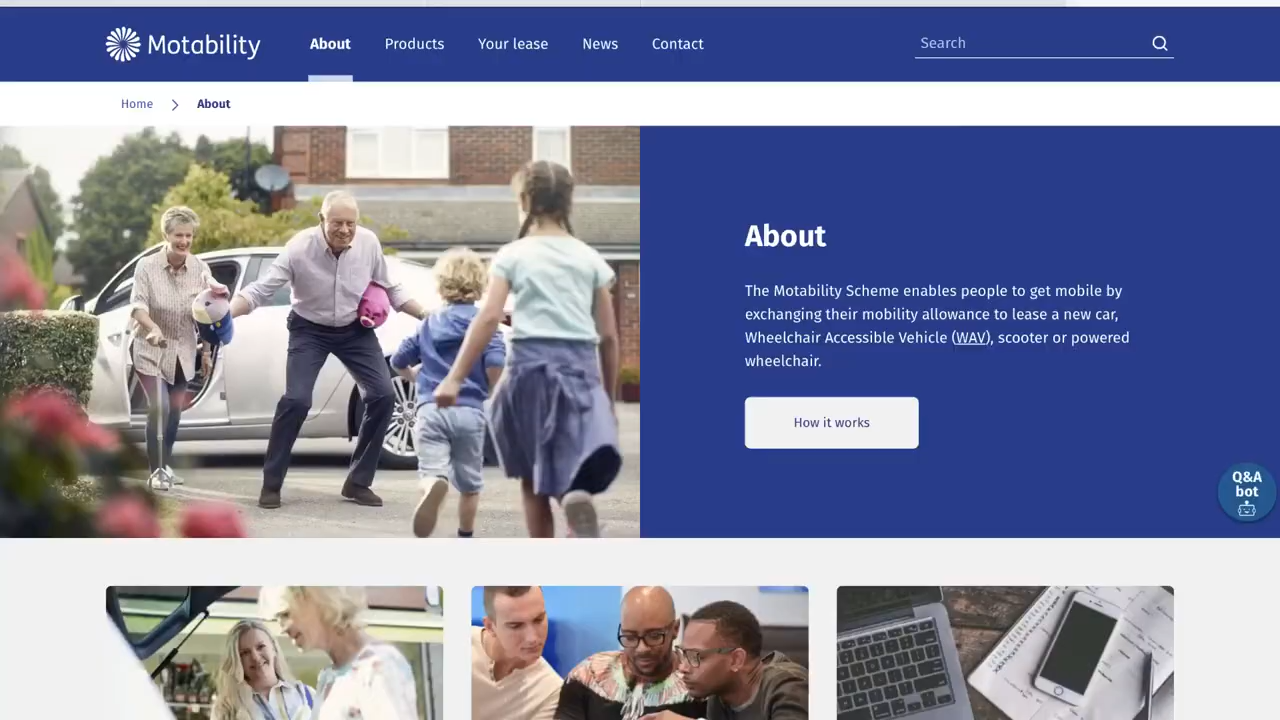 Motability
About
Products
Your lease
News
Contact
Search
Home
About
About
The Motability Scheme enables people to get mobile by
exchanging their mobility allowance to lease a new car,
Wheelchair Accessible Vehicle (WAV), scooter or powered
wheelchair.
How it works
Q&A
bot